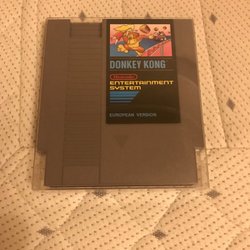 DONKEY KONG
Nintendo
ENTERTAINMENT
SYSTEM
EUROPEAN VERSION